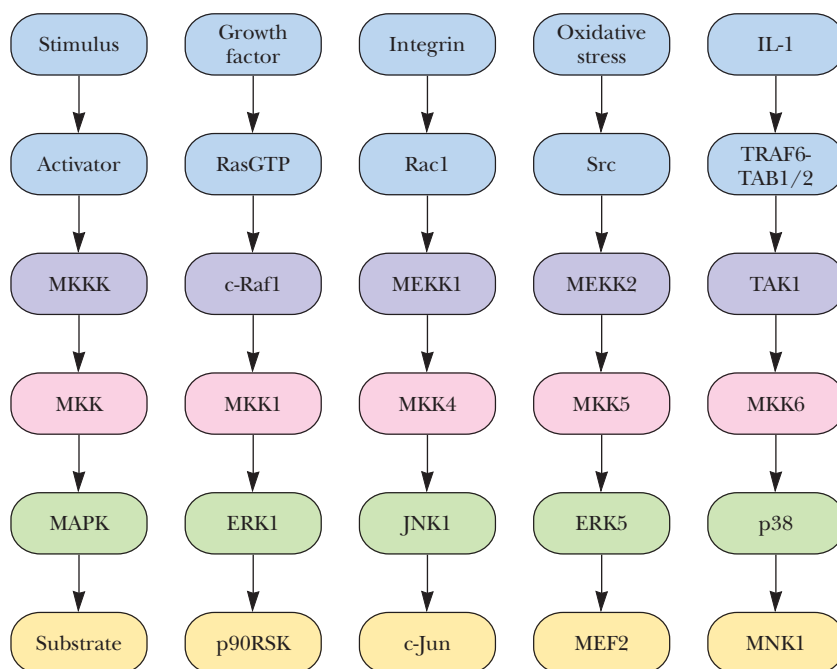 Stimulus
Growth
factor
Integrin
Oxidative
stress
IL-1
Activator
RasGTP
Rac1
Src
TRAF6-
TAB1/2
MKKK
c-Raf1
MEKK1
MEKK2
TAK1
MKK
MKK1
MKK4
MKK5
MKK6
MAPK
ERK1
JNK1
ERK5
p38
Substrate
p90RSK
c-Jun
MEF2
MNK1